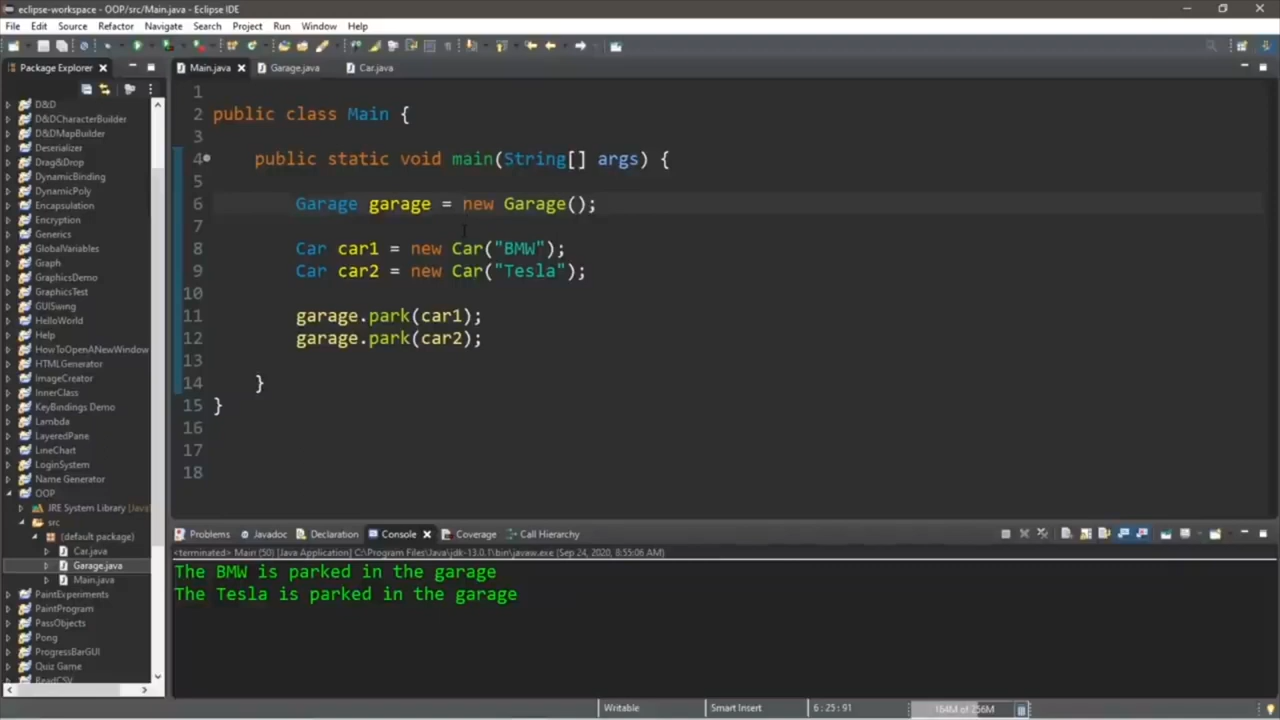 eclipse-workspace - OOP/src/Main.java - Eclipse IDE
File Edit Source Refactor Navigate Search Project Run Window Help
Package Explorer
Main.java Garage.java Car.java
D&D
D&DCharacterBuilder
D&DMapBuilder
Deserializer
Drag&Drop
DynamicBinding
DynamicPoly
Encapsulation
Encryption
Generics
GlobalVariables
Graph
GraphicsDemo
GraphicsTest
GUISwing
HelloWorld
Help
HowToOpenANewWindow
HTMLGenerator
ImageCreator
InnerClass
KeyBindings Demo
Lambda
LayeredPane
LineChart
LoginSystem
Name Generator
OOP
JRE System Library [Java
src
(default package)
Car.java
Garage.java
Main.java
PaintExperiments
PaintProgram
PassObjects
Pong
ProgressBarGUI
Quiz Game
ReadCSV
1
2 public class Main {
3
4 public static void main(String[] args) {
5
6 Garage garage = new Garage();
7
8 Car car1 = new Car("BMW");
9 Car car2 = new Car("Tesla");
10
11 garage.park(car1);
12 garage.park(car2);
13
14 }
15 }
16
17
18
Problems Javadoc Declaration Console Coverage Call Hierarchy
<terminated> Main (50) [Java Application] C:\Program Files\Java\jdk-13.0.1\bin\javaw.exe (Sep 24, 2020, 8:55:06 AM)
The BMW is parked in the garage
The Tesla is parked in the garage
Writable Smart Insert 6 : 25 : 91 164M of 256M